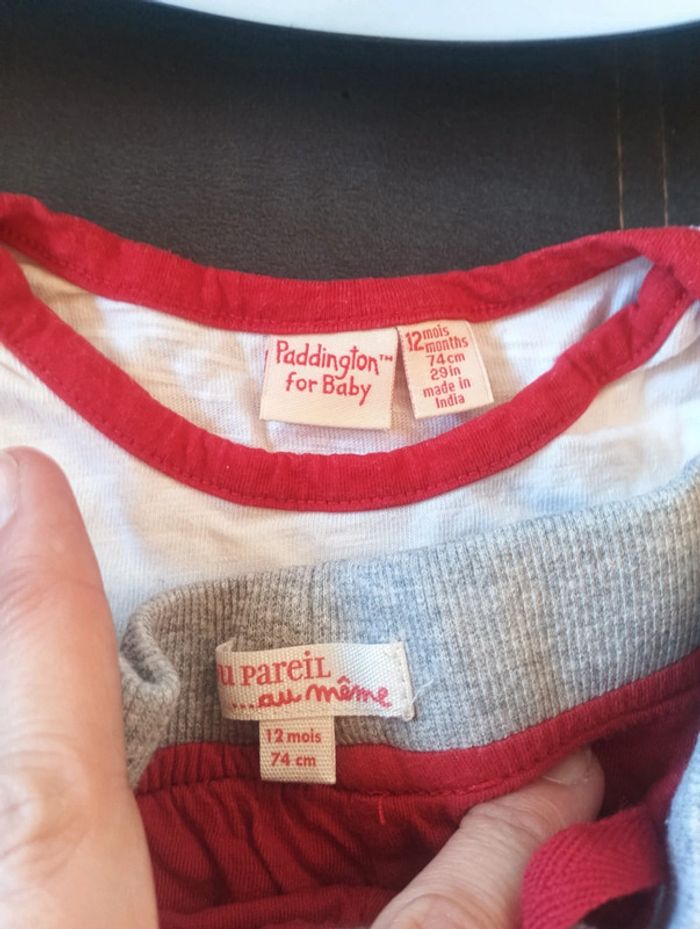 Paddington™
for Baby
12 mois
months
74cm
29in
made in
India
u PAREIL
...au même
12 mois
74 cm